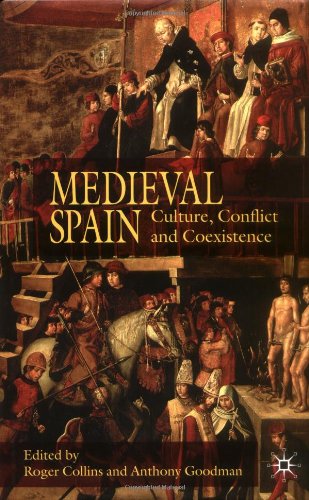 MEDIEVAL
SPAIN
Culture, Conflict
and Coexistence
Edited by
Roger Collins and Anthony Goodman